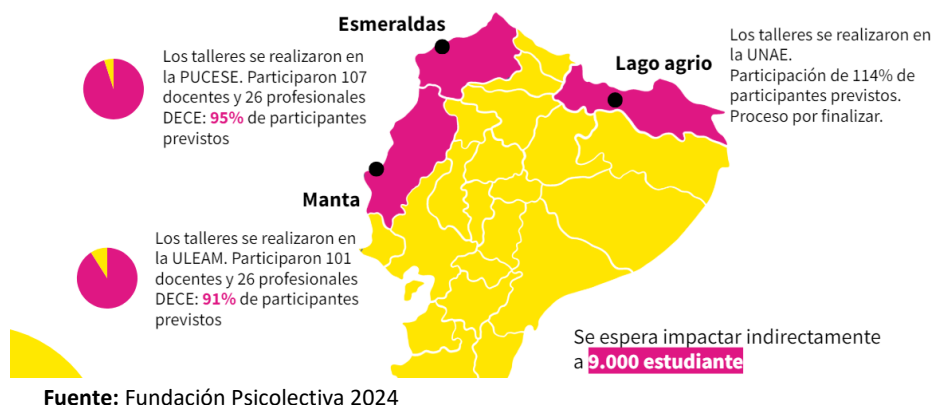 Esmeraldas
Los talleres se realizaron en
la PUCESE. Participaron 107
docentes y 26 profesionales
DECE: 95% de participantes
previstos
Lago agrio
Los talleres se realizaron en
la UNAE.
Participación de 114% de
participantes previstos.
Proceso por finalizar.
Manta
Los talleres se realizaron en
la ULEAM. Participaron 101
docentes y 26 profesionales
DECE: 91% de participantes
previstos
Se espera impactar indirectamente
a 9.000 estudiante
Fuente: Fundación Psicolectiva 2024